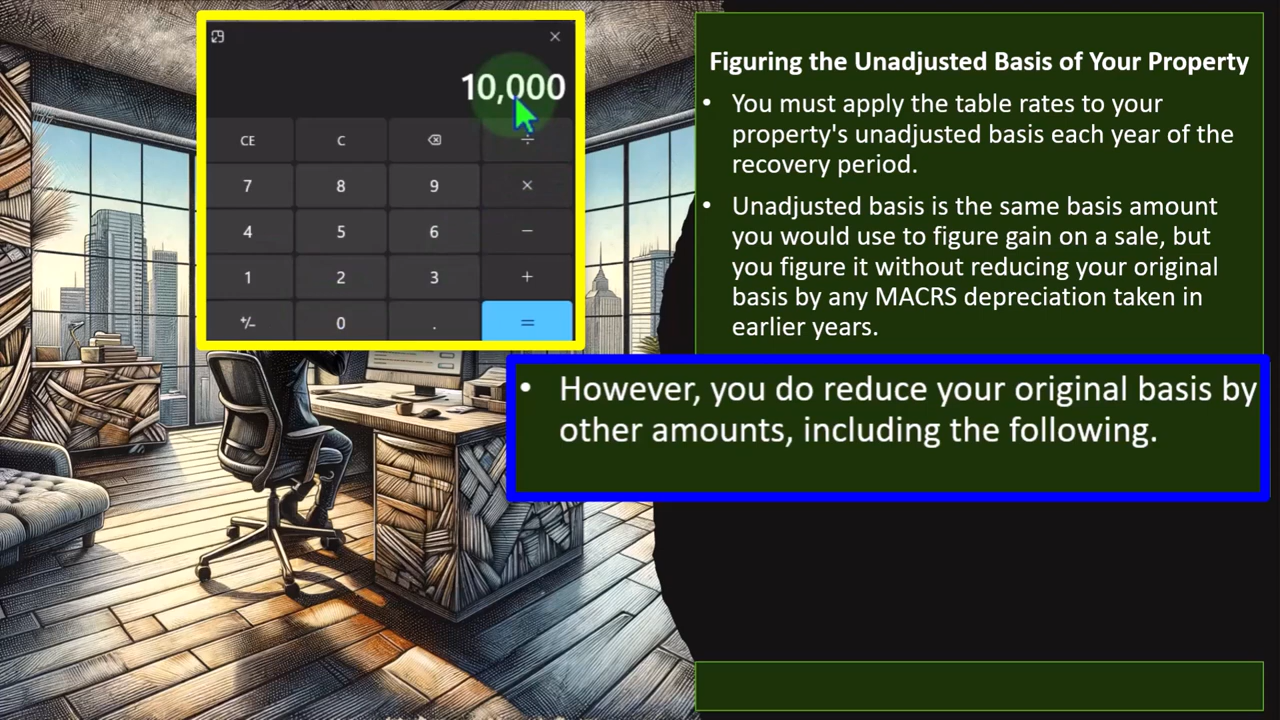 10,000
CE C ⌫ ÷
7 8 9 ×
4 5 6 −
1 2 3 +
+/− 0 . =
Figuring the Unadjusted Basis of Your Property
• You must apply the table rates to your
property's unadjusted basis each year of the
recovery period.
• Unadjusted basis is the same basis amount
you would use to figure gain on a sale, but
you figure it without reducing your original
basis by any MACRS depreciation taken in
earlier years.
• However, you do reduce your original basis by
other amounts, including the following.